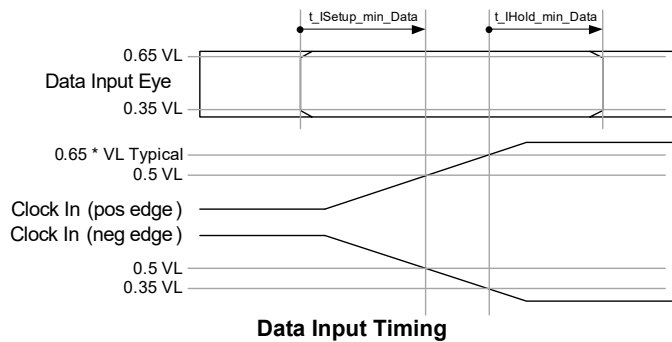 t_ISetup_min_Data
t_IHold_min_Data
0.65 VL
Data Input Eye
0.35 VL
0.65 * VL Typical
0.5 VL
Clock In (pos edge)
Clock In (neg edge)
0.5 VL
0.35 VL
Data Input Timing